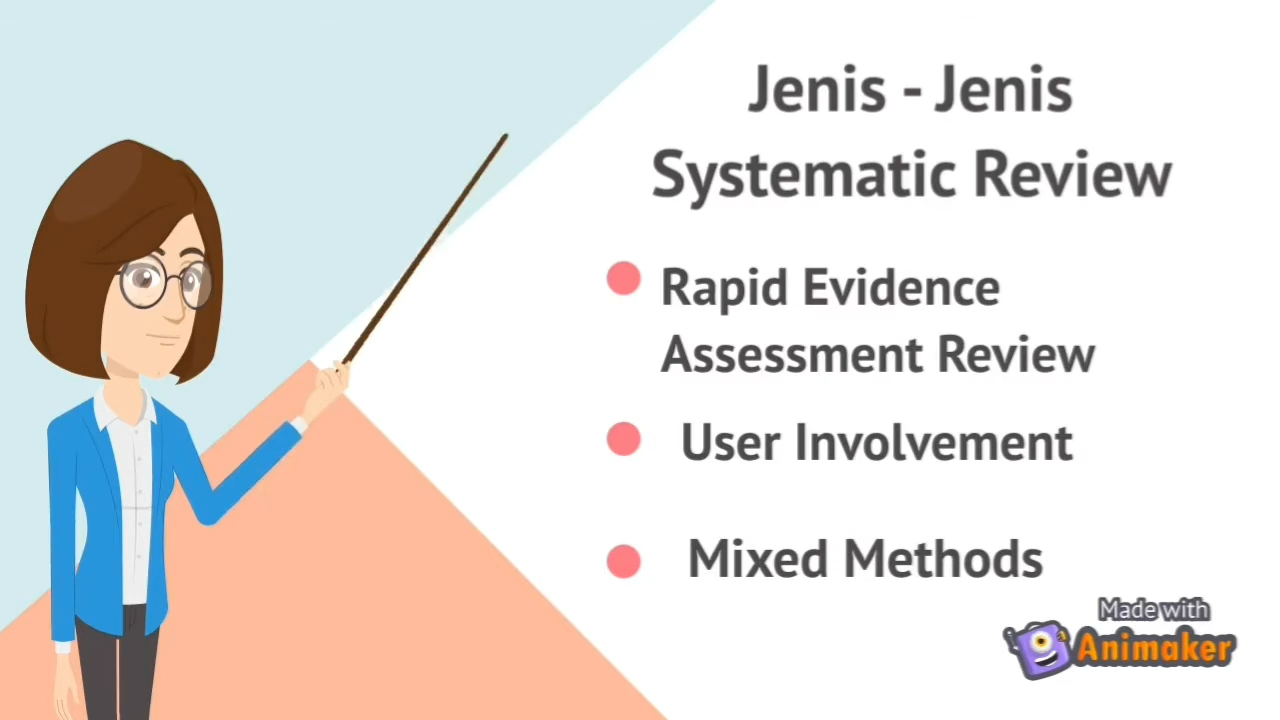 Jenis - Jenis
Systematic Review
Rapid Evidence
Assessment Review
User Involvement
Mixed Methods
Made with
Animaker